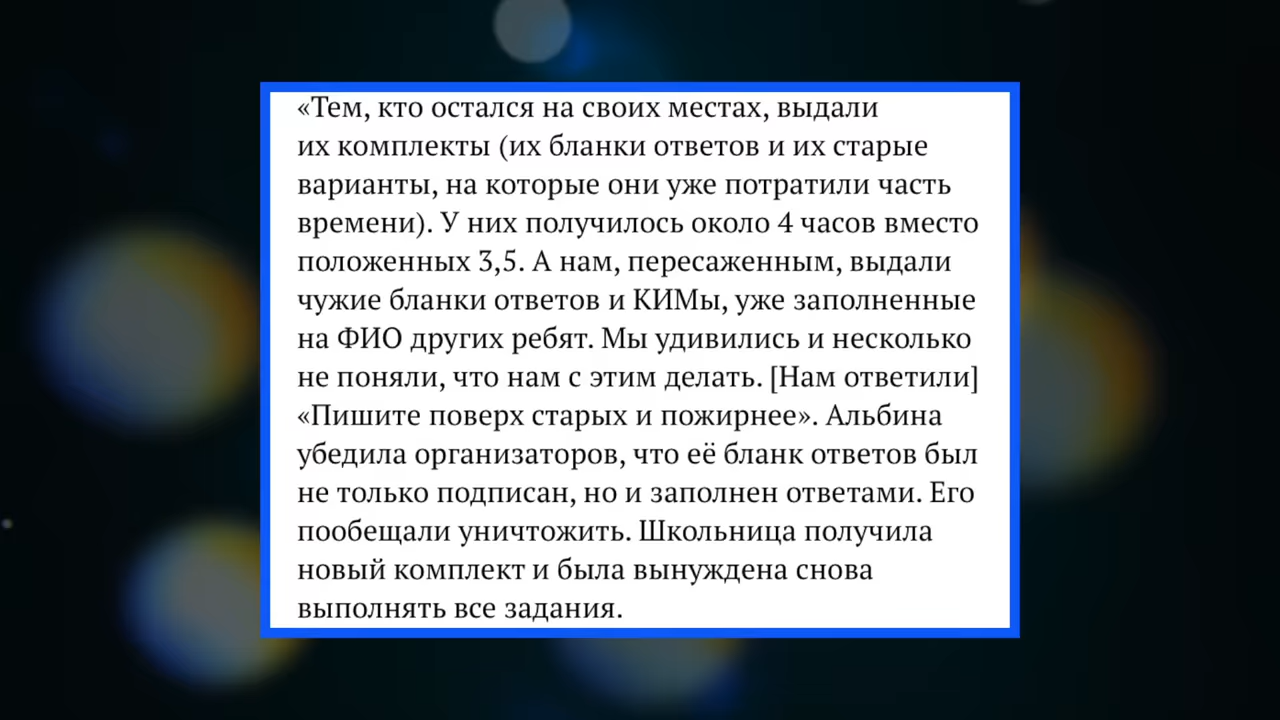 «Тем, кто остался на своих местах, выдали
их комплекты (их бланки ответов и их старые
варианты, на которые они уже потратили часть
времени). У них получилось около 4 часов вместо
положенных 3,5. А нам, пересаженным, выдали
чужие бланки ответов и КИМы, уже заполненные
на ФИО других ребят. Мы удивились и несколько
не поняли, что нам с этим делать. [Нам ответили]
«Пишите поверх старых и пожирнее». Альбина
убедила организаторов, что её бланк ответов был
не только подписан, но и заполнен ответами. Его
пообещали уничтожить. Школьница получила
новый комплект и была вынуждена снова
выполнять все задания.